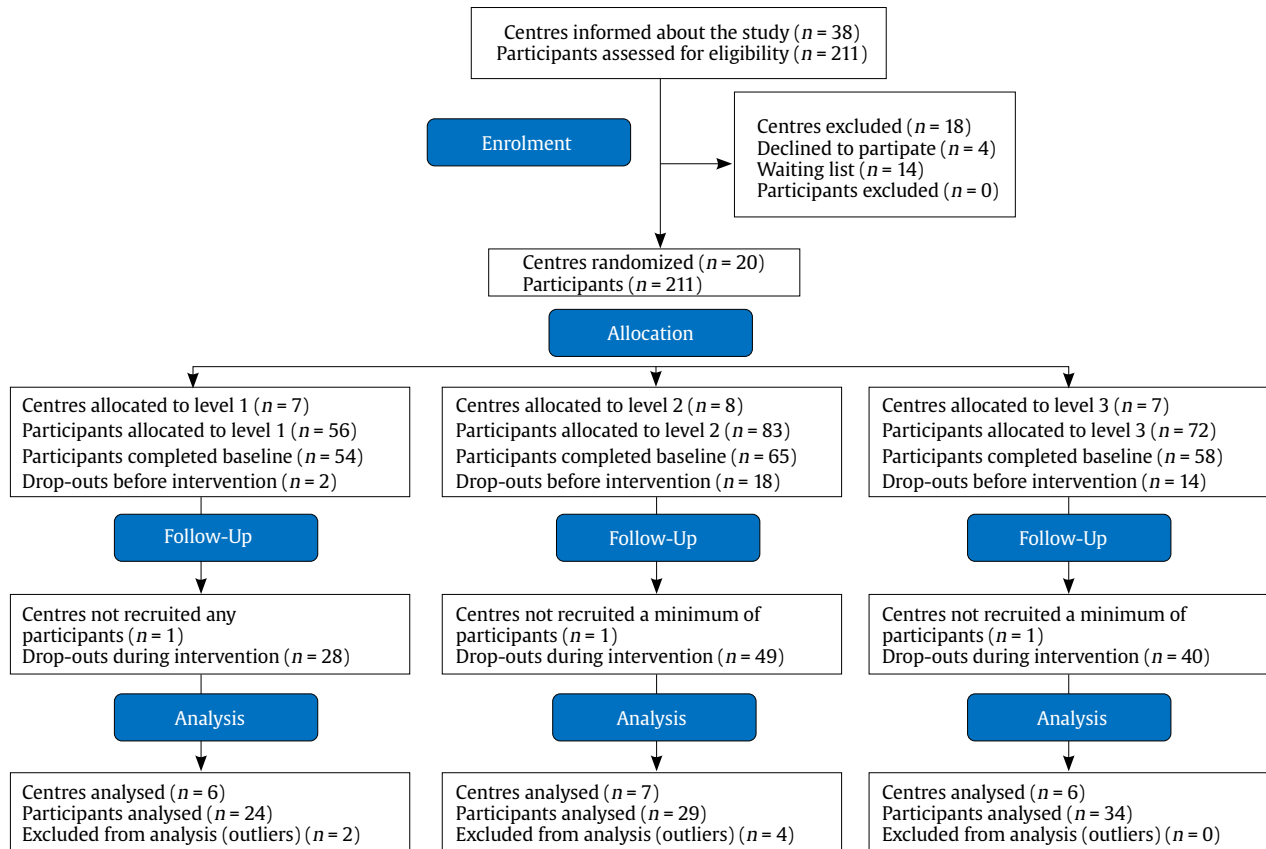 Centres informed about the study (n = 38)
Participants assessed for eligibility (n = 211)
Enrolment
Centres excluded (n = 18)
Declined to partipate (n = 4)
Waiting list (n = 14)
Participants excluded (n = 0)
Centres randomized (n = 20)
Participants (n = 211)
Allocation
Centres allocated to level 1 (n = 7)
Participants allocated to level 1 (n = 56)
Participants completed baseline (n = 54)
Drop-outs before intervention (n = 2)
Centres allocated to level 2 (n = 8)
Participants allocated to level 2 (n = 83)
Participants completed baseline (n = 65)
Drop-outs before intervention (n = 18)
Centres allocated to level 3 (n = 7)
Participants allocated to level 3 (n = 72)
Participants completed baseline (n = 58)
Drop-outs before intervention (n = 14)
Follow-Up
Follow-Up
Follow-Up
Centres not recruited any
participants (n = 1)
Drop-outs during intervention (n = 28)
Centres not recruited a minimum of
participants (n = 1)
Drop-outs during intervention (n = 49)
Centres not recruited a minimum of
participants (n = 1)
Drop-outs during intervention (n = 40)
Analysis
Analysis
Analysis
Centres analysed (n = 6)
Participants analysed (n = 24)
Excluded from analysis (outliers) (n = 2)
Centres analysed (n = 7)
Participants analysed (n = 29)
Excluded from analysis (outliers) (n = 4)
Centres analysed (n = 6)
Participants analysed (n = 34)
Excluded from analysis (outliers) (n = 0)